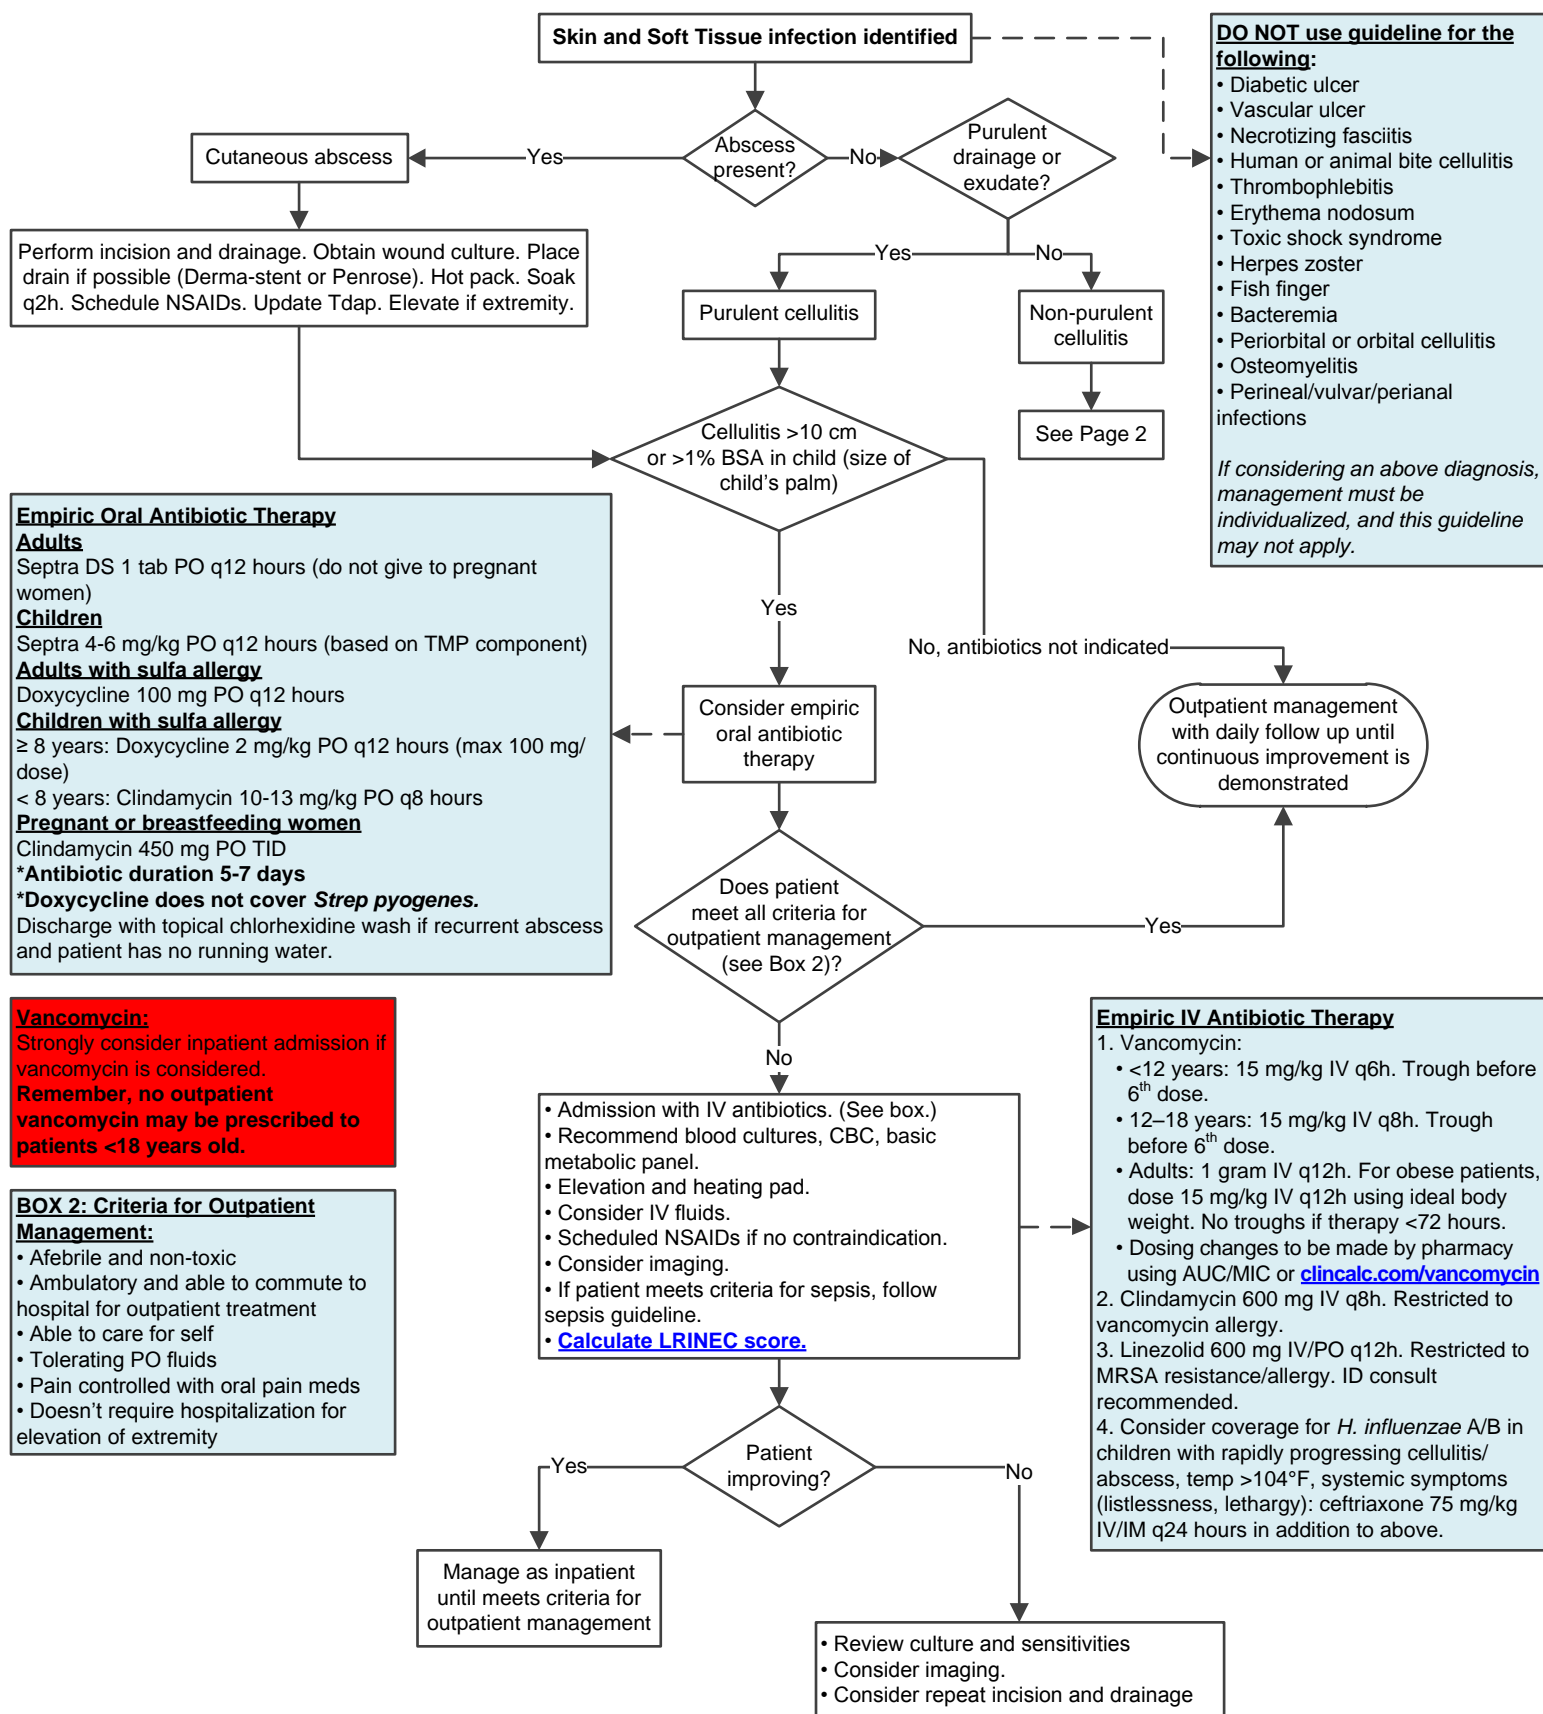 Skin and Soft Tissue infection identified
DO NOT use guideline for the
following:
• Diabetic ulcer
• Vascular ulcer
• Necrotizing fasciitis
• Human or animal bite cellulitis
• Thrombophlebitis
• Erythema nodosum
• Toxic shock syndrome
• Herpes zoster
• Fish finger
• Bacteremia
• Periorbital or orbital cellulitis
• Osteomyelitis
• Perineal/vulvar/perianal
infections
If considering an above diagnosis,
management must be
individualized, and this guideline
may not apply.
Abscess
present?
Yes
No
Cutaneous abscess
Purulent
drainage or
exudate?
Perform incision and drainage. Obtain wound culture. Place
drain if possible (Derma-stent or Penrose). Hot pack. Soak
q2h. Schedule NSAIDs. Update Tdap. Elevate if extremity.
Yes
No
Purulent cellulitis
Non-purulent
cellulitis
See Page 2
Cellulitis >10 cm
or >1% BSA in child (size of
child's palm)
Yes
No, antibiotics not indicated
Empiric Oral Antibiotic Therapy
Adults
Septra DS 1 tab PO q12 hours (do not give to pregnant
women)
Children
Septra 4-6 mg/kg PO q12 hours (based on TMP component)
Adults with sulfa allergy
Doxycycline 100 mg PO q12 hours
Children with sulfa allergy
≥ 8 years: Doxycycline 2 mg/kg PO q12 hours (max 100 mg/
dose)
< 8 years: Clindamycin 10-13 mg/kg PO q8 hours
Pregnant or breastfeeding women
Clindamycin 450 mg PO TID
*Antibiotic duration 5-7 days
*Doxycycline does not cover Strep pyogenes.
Discharge with topical chlorhexidine wash if recurrent abscess
and patient has no running water.
Consider empiric
oral antibiotic
therapy
Outpatient management
with daily follow up until
continuous improvement is
demonstrated
Does patient
meet all criteria for
outpatient management
(see Box 2)?
Yes
No
Vancomycin:
Strongly consider inpatient admission if
vancomycin is considered.
Remember, no outpatient
vancomycin may be prescribed to
patients <18 years old.
BOX 2: Criteria for Outpatient
Management:
• Afebrile and non-toxic
• Ambulatory and able to commute to
hospital for outpatient treatment
• Able to care for self
• Tolerating PO fluids
• Pain controlled with oral pain meds
• Doesn't require hospitalization for
elevation of extremity
• Admission with IV antibiotics. (See box.)
• Recommend blood cultures, CBC, basic
metabolic panel.
• Elevation and heating pad.
• Consider IV fluids.
• Scheduled NSAIDs if no contraindication.
• Consider imaging.
• If patient meets criteria for sepsis, follow
sepsis guideline.
• Calculate LRINEC score.
Empiric IV Antibiotic Therapy
1. Vancomycin:
• <12 years: 15 mg/kg IV q6h. Trough before
6th dose.
• 12–18 years: 15 mg/kg IV q8h. Trough
before 6th dose.
• Adults: 1 gram IV q12h. For obese patients,
dose 15 mg/kg IV q12h using ideal body
weight. No troughs if therapy <72 hours.
• Dosing changes to be made by pharmacy
using AUC/MIC or clincalc.com/vancomycin
2. Clindamycin 600 mg IV q8h. Restricted to
vancomycin allergy.
3. Linezolid 600 mg IV/PO q12h. Restricted to
MRSA resistance/allergy. ID consult
recommended.
4. Consider coverage for H. influenzae A/B in
children with rapidly progressing cellulitis/
abscess, temp >104°F, systemic symptoms
(listlessness, lethargy): ceftriaxone 75 mg/kg
IV/IM q24 hours in addition to above.
Patient
improving?
Yes
No
Manage as inpatient
until meets criteria for
outpatient management
• Review culture and sensitivities
• Consider imaging.
• Consider repeat incision and drainage